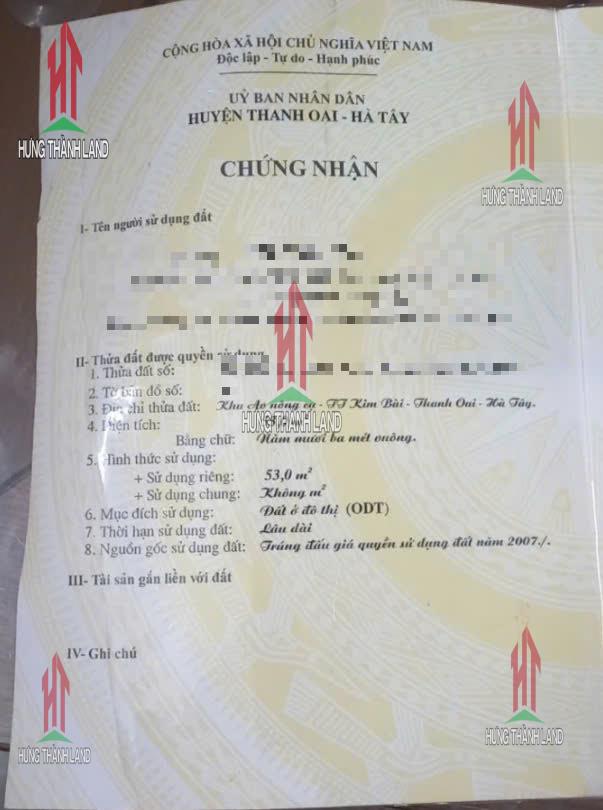 CỘNG HÒA XÃ HỘI CHỦ NGHĨA VIỆT NAM
Độc lập - Tự do - Hạnh phúc
UỶ BAN NHÂN DÂN
HUYỆN THANH OAI - HÀ TÂY
CHỨNG NHẬN
I- Tên người sử dụng đất
II- Thửa đất được quyền sử dụng
1. Thửa đất số:
2. Tờ bản đồ số:
3. Địa chỉ thửa đất: Khu Ao nông cụ - TT Kim Bài - Thanh Oai - Hà Tây.
4. Diện tích:
Bằng chữ: Năm mươi ba mét vuông.
5. Hình thức sử dụng:
+ Sử dụng riêng: 53,0 m²
+ Sử dụng chung: Không m²
6. Mục đích sử dụng: Đất ở đô thị (ODT)
7. Thời hạn sử dụng đất: Lâu dài
8. Nguồn gốc sử dụng đất: Trúng đấu giá quyền sử dụng đất năm 2007./.
III- Tài sản gắn liền với đất
IV- Ghi chú
HƯNG THÀNH LAND
HƯNG THÀNH LAND
HƯNG THÀNH LAND
HƯNG THÀNH LAND
HƯNG THÀNH LAND